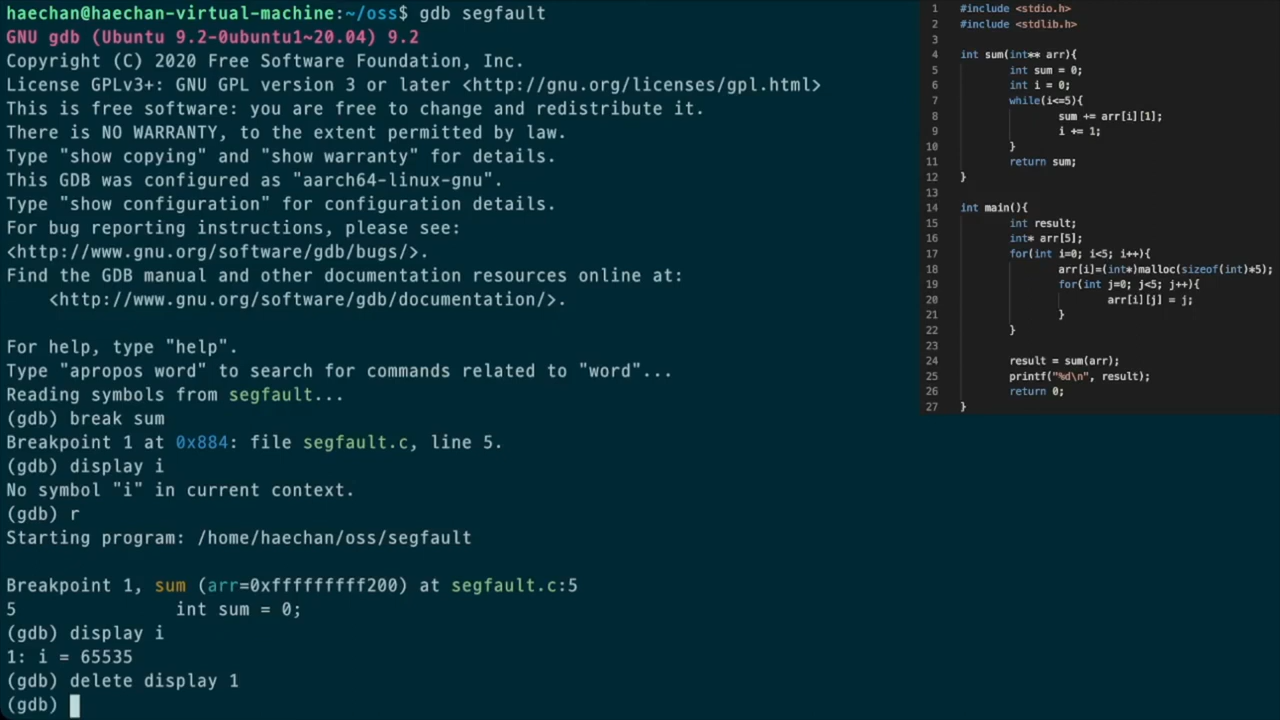 haechan@haechan-virtual-machine:~/oss$ gdb segfault
GNU gdb (Ubuntu 9.2-0ubuntu1~20.04) 9.2
Copyright (C) 2020 Free Software Foundation, Inc.
License GPLv3+: GNU GPL version 3 or later <http://gnu.org/licenses/gpl.html>
This is free software: you are free to change and redistribute it.
There is NO WARRANTY, to the extent permitted by law.
Type "show copying" and "show warranty" for details.
This GDB was configured as "aarch64-linux-gnu".
Type "show configuration" for configuration details.
For bug reporting instructions, please see:
<http://www.gnu.org/software/gdb/bugs/>.
Find the GDB manual and other documentation resources online at:
    <http://www.gnu.org/software/gdb/documentation/>.

For help, type "help".
Type "apropos word" to search for commands related to "word"...
Reading symbols from segfault...
(gdb) break sum
Breakpoint 1 at 0x884: file segfault.c, line 5.
(gdb) display i
No symbol "i" in current context.
(gdb) r
Starting program: /home/haechan/oss/segfault

Breakpoint 1, sum (arr=0xfffffffff200) at segfault.c:5
5               int sum = 0;
(gdb) display i
1: i = 65535
(gdb) delete display 1
(gdb)
1 #include <stdio.h>
2 #include <stdlib.h>
3
4 int sum(int** arr){
5         int sum = 0;
6         int i = 0;
7         while(i<=5){
8                 sum += arr[i][1];
9                 i += 1;
10         }
11         return sum;
12 }
13
14 int main(){
15         int result;
16         int* arr[5];
17         for(int i=0; i<5; i++){
18                 arr[i]=(int*)malloc(sizeof(int)*5);
19                 for(int j=0; j<5; j++){
20                         arr[i][j] = j;
21                 }
22         }
23
24         result = sum(arr);
25         printf("%d\n", result);
26         return 0;
27 }